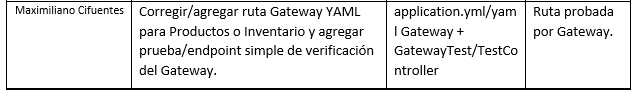 Maximiliano Cifuentes
Corregir/agregar ruta Gateway YAML
para Productos o Inventario y agregar
prueba/endpoint simple de verificación
del Gateway.
application.yml/yam
l Gateway +
GatewayTest/TestCo
ntroller
Ruta probada
por Gateway.